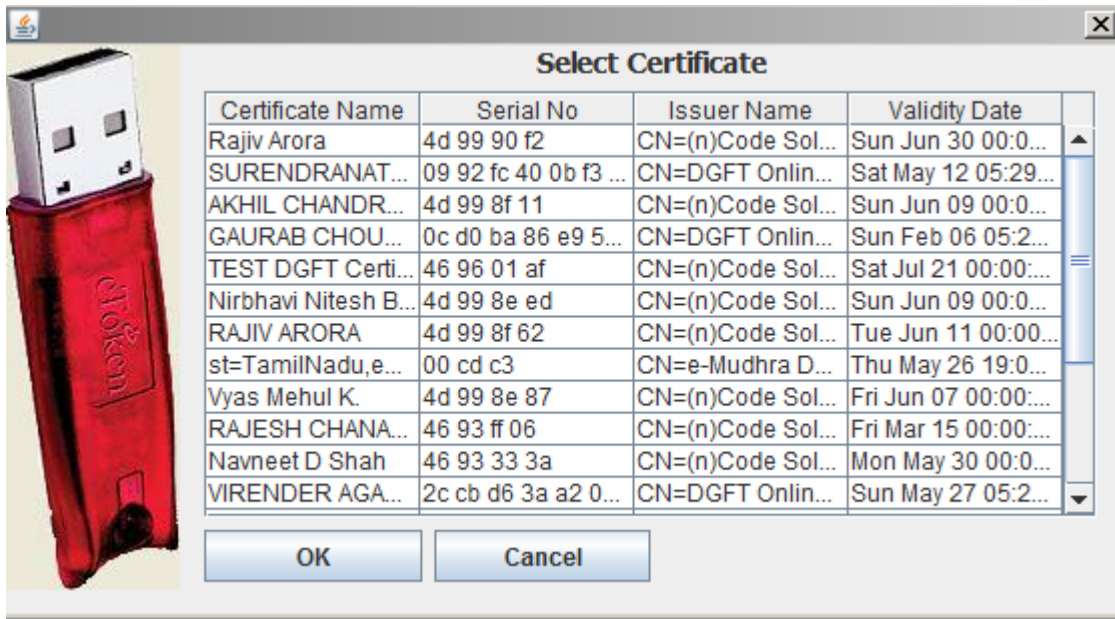 Select Certificate
Certificate Name Serial No Issuer Name Validity Date
Rajiv Arora 4d 99 90 f2 CN=(n)Code Sol... Sun Jun 30 00:0...
SURENDRANAT... 09 92 fc 40 0b f3 ... CN=DGFT Onlin... Sat May 12 05:29...
AKHIL CHANDR... 4d 99 8f 11 CN=(n)Code Sol... Sun Jun 09 00:0...
GAURAB CHOU... 0c d0 ba 86 e9 5... CN=DGFT Onlin... Sun Feb 06 05:2...
TEST DGFT Certi... 46 96 01 af CN=(n)Code Sol... Sat Jul 21 00:00:...
Nirbhavi Nitesh B... 4d 99 8e ed CN=(n)Code Sol... Sun Jun 09 00:0...
RAJIV ARORA 4d 99 8f 62 CN=(n)Code Sol... Tue Jun 11 00:00...
st=TamilNadu,e... 00 cd c3 CN=e-Mudhra D... Thu May 26 19:0...
Vyas Mehul K. 4d 99 8e 87 CN=(n)Code Sol... Fri Jun 07 00:00:...
RAJESH CHANA... 46 93 ff 06 CN=(n)Code Sol... Fri Mar 15 00:00:...
Navneet D Shah 46 93 33 3a CN=(n)Code Sol... Mon May 30 00:0...
VIRENDER AGA... 2c cb d6 3a a2 0... CN=DGFT Onlin... Sun May 27 05:2...
OK Cancel
eToken